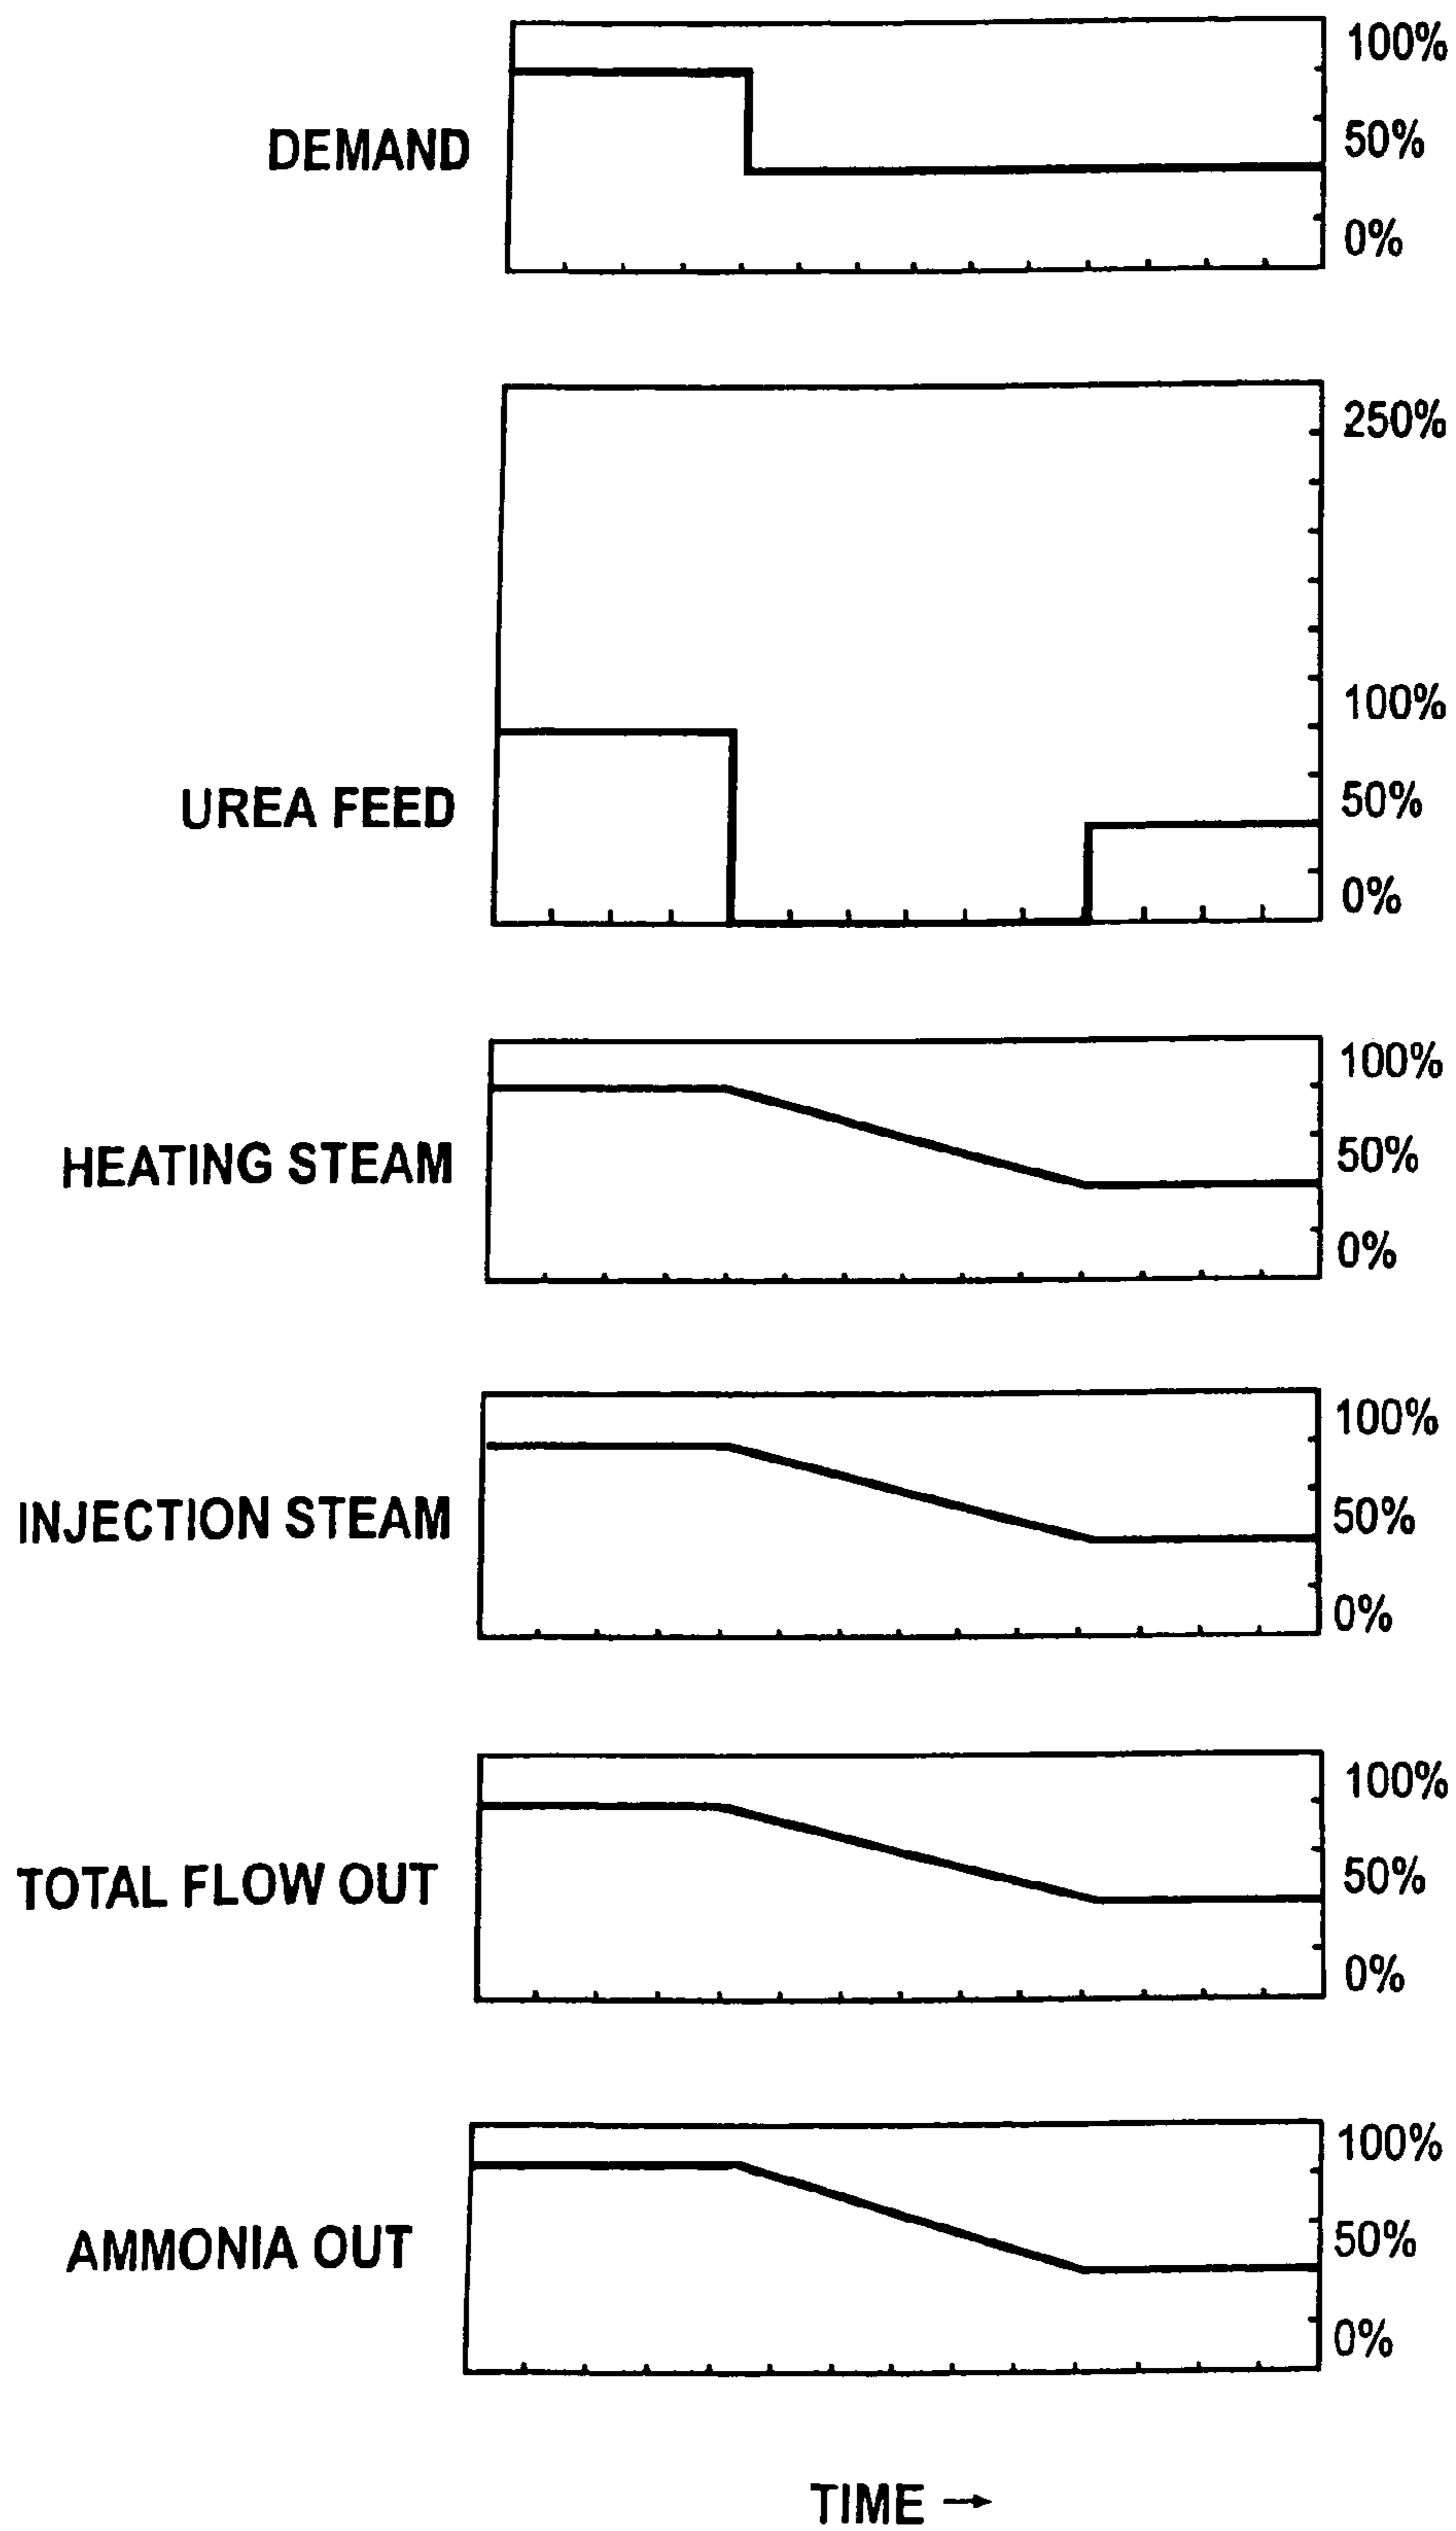 100%
DEMAND
50%
0%
250%
100%
UREA FEED
50%
0%
100%
HEATING STEAM
50%
0%
100%
INJECTION STEAM
50%
0%
100%
TOTAL FLOW OUT
50%
0%
100%
AMMONIA OUT
50%
0%
TIME →